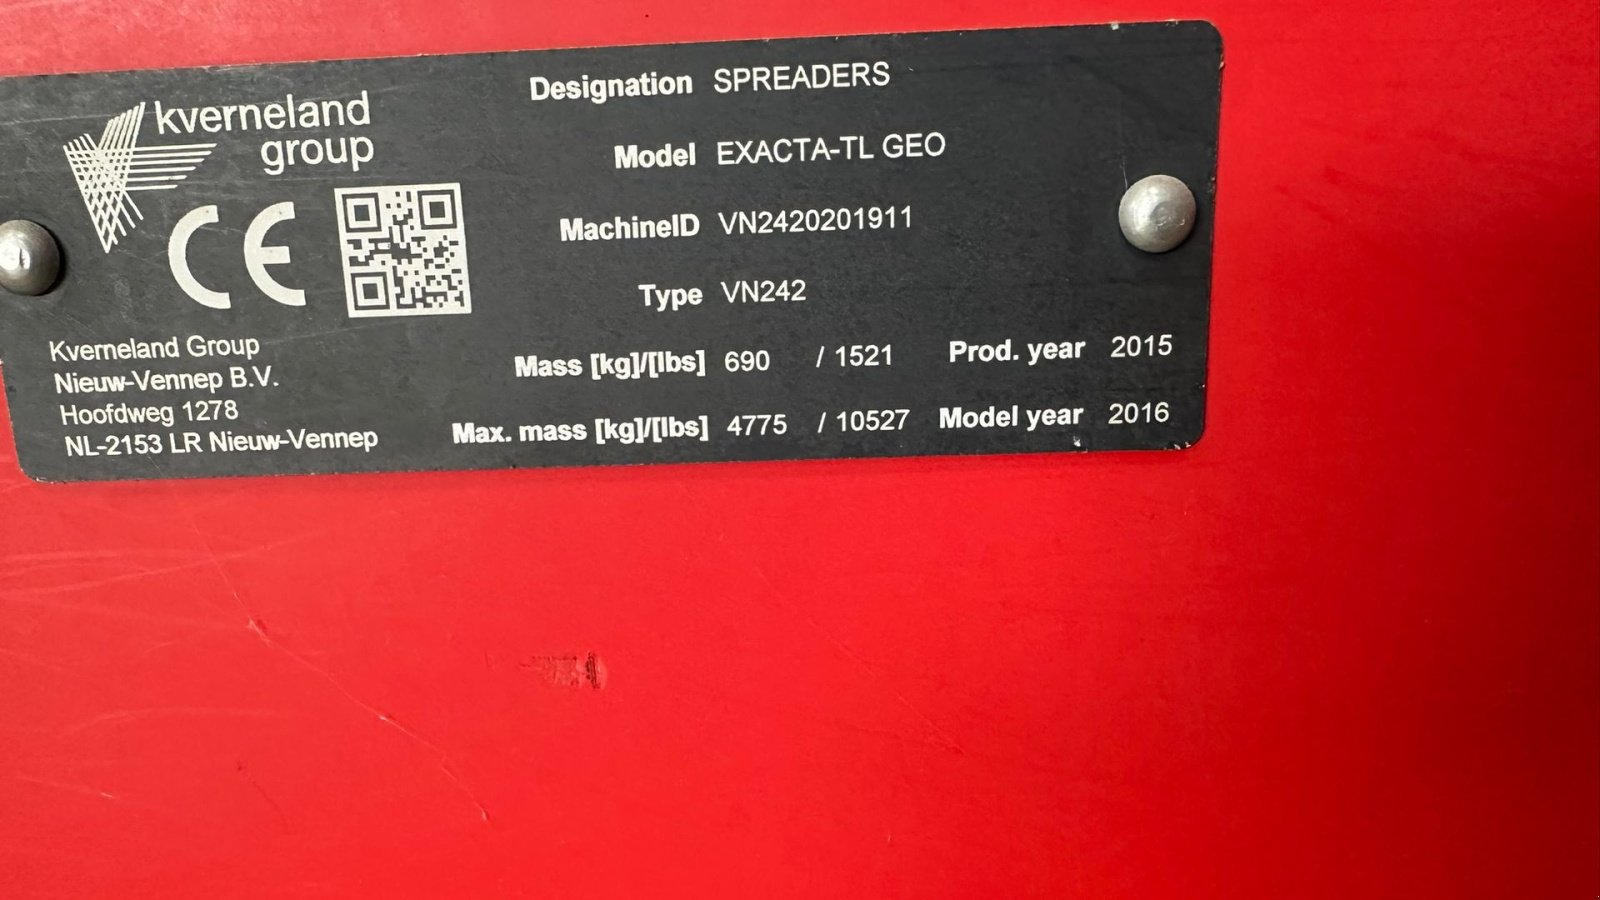 kverneland
group
CE
Kverneland Group
Nieuw-Vennep B.V.
Hoofdweg 1278
NL-2153 LR Nieuw-Vennep
Designation SPREADERS
Model EXACTA-TL GEO
MachineID VN2420201911
Type VN242
Mass [kg]/[lbs] 690 / 1521 Prod. year 2015
Max. mass [kg]/[lbs] 4775 / 10527 Model year 2016